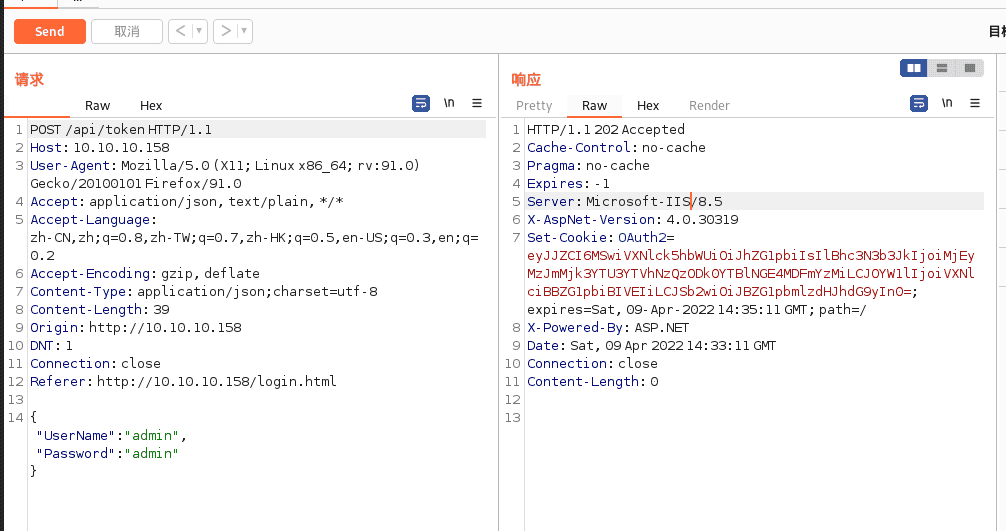 Send
取消
<
>
请求
Raw
Hex
\n
1 POST /api/token HTTP/1.1
2 Host: 10.10.10.158
3 User-Agent: Mozilla/5.0 (X11; Linux x86_64; rv:91.0)
Gecko/20100101 Firefox/91.0
4 Accept: application/json, text/plain, */*
5 Accept-Language:
zh-CN,zh;q=0.8,zh-TW;q=0.7,zh-HK;q=0.5,en-US;q=0.3,en;q=
0.2
6 Accept-Encoding: gzip, deflate
7 Content-Type: application/json;charset=utf-8
8 Content-Length: 39
9 Origin: http://10.10.10.158
10 DNT: 1
11 Connection: close
12 Referer: http://10.10.10.158/login.html
13
14 {
"UserName":"admin",
"Password":"admin"
}
响应
Pretty
Raw
Hex
Render
\n
1 HTTP/1.1 202 Accepted
2 Cache-Control: no-cache
3 Pragma: no-cache
4 Expires: -1
5 Server: Microsoft-IIS/8.5
6 X-AspNet-Version: 4.0.30319
7 Set-Cookie: OAuth2=
eyJJZCI6MSwiVXNlck5hbWUiOiJhZG1pbiIsIlBhc3N3b3JkIjoiMjEy
MzJmMjk3YTU3YTVhNzQzODk0YTBlNGE4MDFmYzMiLCJOYW1lIjoiVXNl
ciBBZG1pbiBIVEIiLCJSb2wiOiJBZG1pbmlzdHJhdG9yIn0=;
expires=Sat, 09-Apr-2022 14:35:11 GMT; path=/
8 X-Powered-By: ASP.NET
9 Date: Sat, 09 Apr 2022 14:33:11 GMT
10 Connection: close
11 Content-Length: 0
12
13